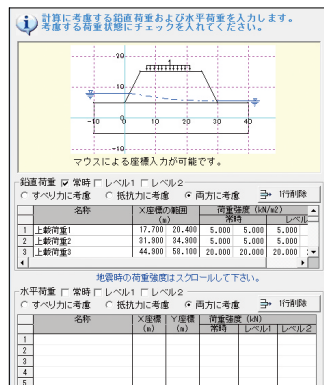 計算に考慮する鉛直荷重および水平荷重を入力します。
考慮する荷重状態にチェックを入れてください。
20
10
-10
0
10
20
30
40
-10
マウスによる座標入力が可能です。
鉛直荷重 常時 レベル1 レベル2
すべり力に考慮 抵抗力に考慮 両方に考慮 1行削除
名称 X座標の範囲 (m) 荷重強度 (kN/m2)
常時 レベル
1 上載荷重1 17.700 20.400 5.000 5.000 5.000
2 上載荷重2 31.900 34.900 5.000 5.000 5.000
3 上載荷重3 44.900 58.100 20.000 20.000 20.000
地震時の荷重強度はスクロールして下さい。
水平荷重 常時 レベル1 レベル2
すべり力に考慮 抵抗力に考慮 両方に考慮 1行削除
名称 X座標 (m) Y座標 (m) 荷重強度 (kN)
常時 レベル1 レベル2
1
2
3
4
5